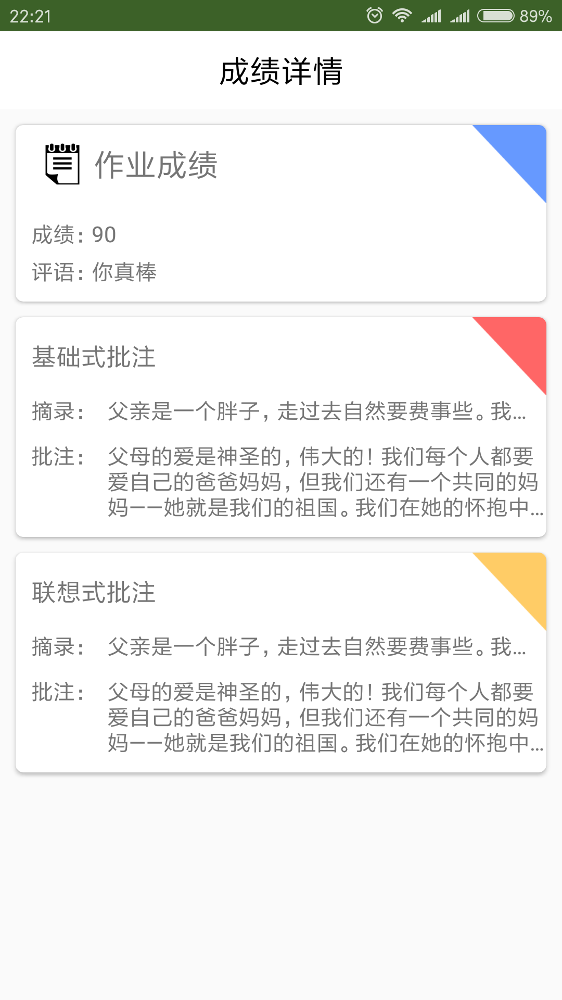 22:21 89%
成绩详情
作业成绩
成绩：90
评语：你真棒
基础式批注
摘录： 父亲是一个胖子，走过去自然要费事些。我...
批注： 父母的爱是神圣的，伟大的！我们每个人都要
爱自己的爸爸妈妈，但我们还有一个共同的妈
妈——她就是我们的祖国。我们在她的怀抱中...
联想式批注
摘录： 父亲是一个胖子，走过去自然要费事些。我...
批注： 父母的爱是神圣的，伟大的！我们每个人都要
爱自己的爸爸妈妈，但我们还有一个共同的妈
妈——她就是我们的祖国。我们在她的怀抱中...